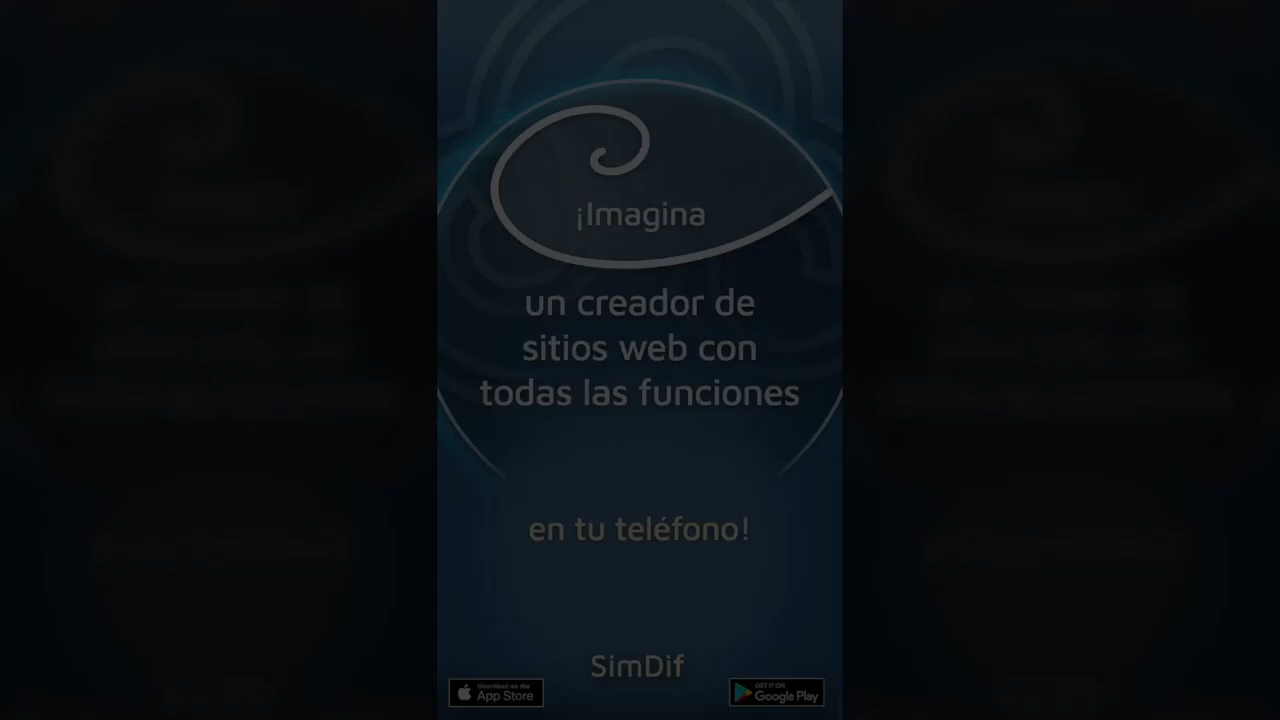 ¡Imagina
un creador de
sitios web con
todas las funciones
en tu teléfono!
SimDif
Download on the
App Store
GET IT ON
Google Play